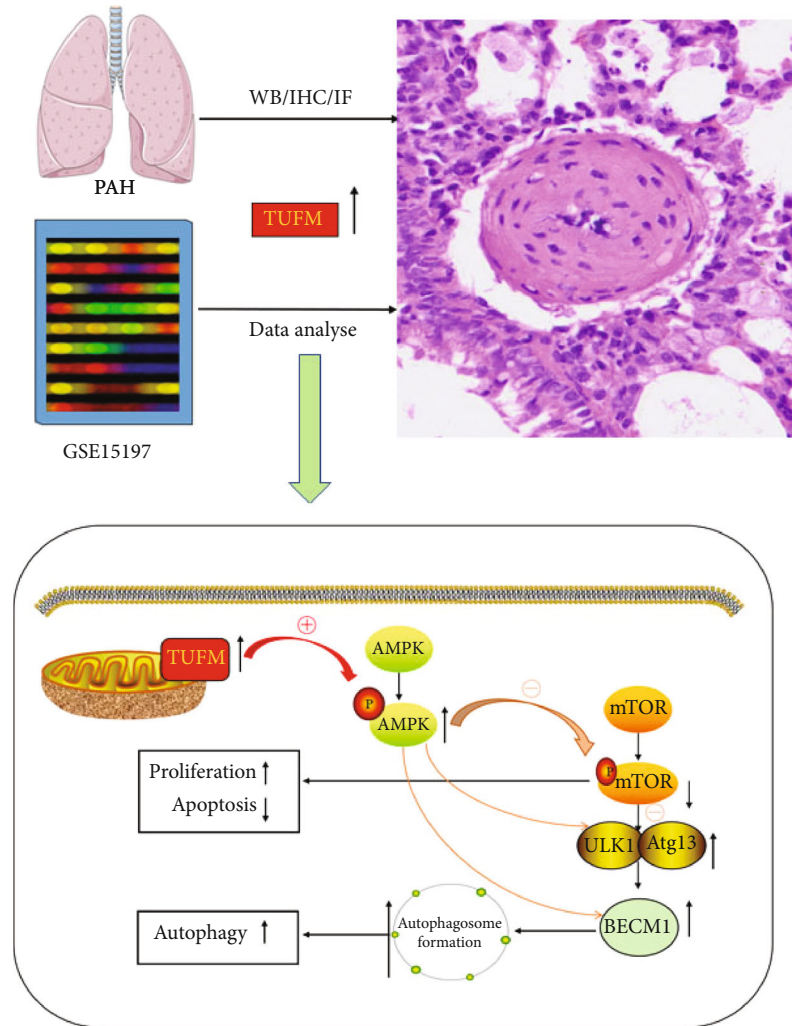 WB/IHC/IF
PAH
TUFM
Data analyse
GSE15197
TUFM
+
AMPK
P
AMPK
−
mTOR
P
mTOR
−
Proliferation
Apoptosis
ULK1 Atg13
BECM1
Autophagosome
formation
Autophagy